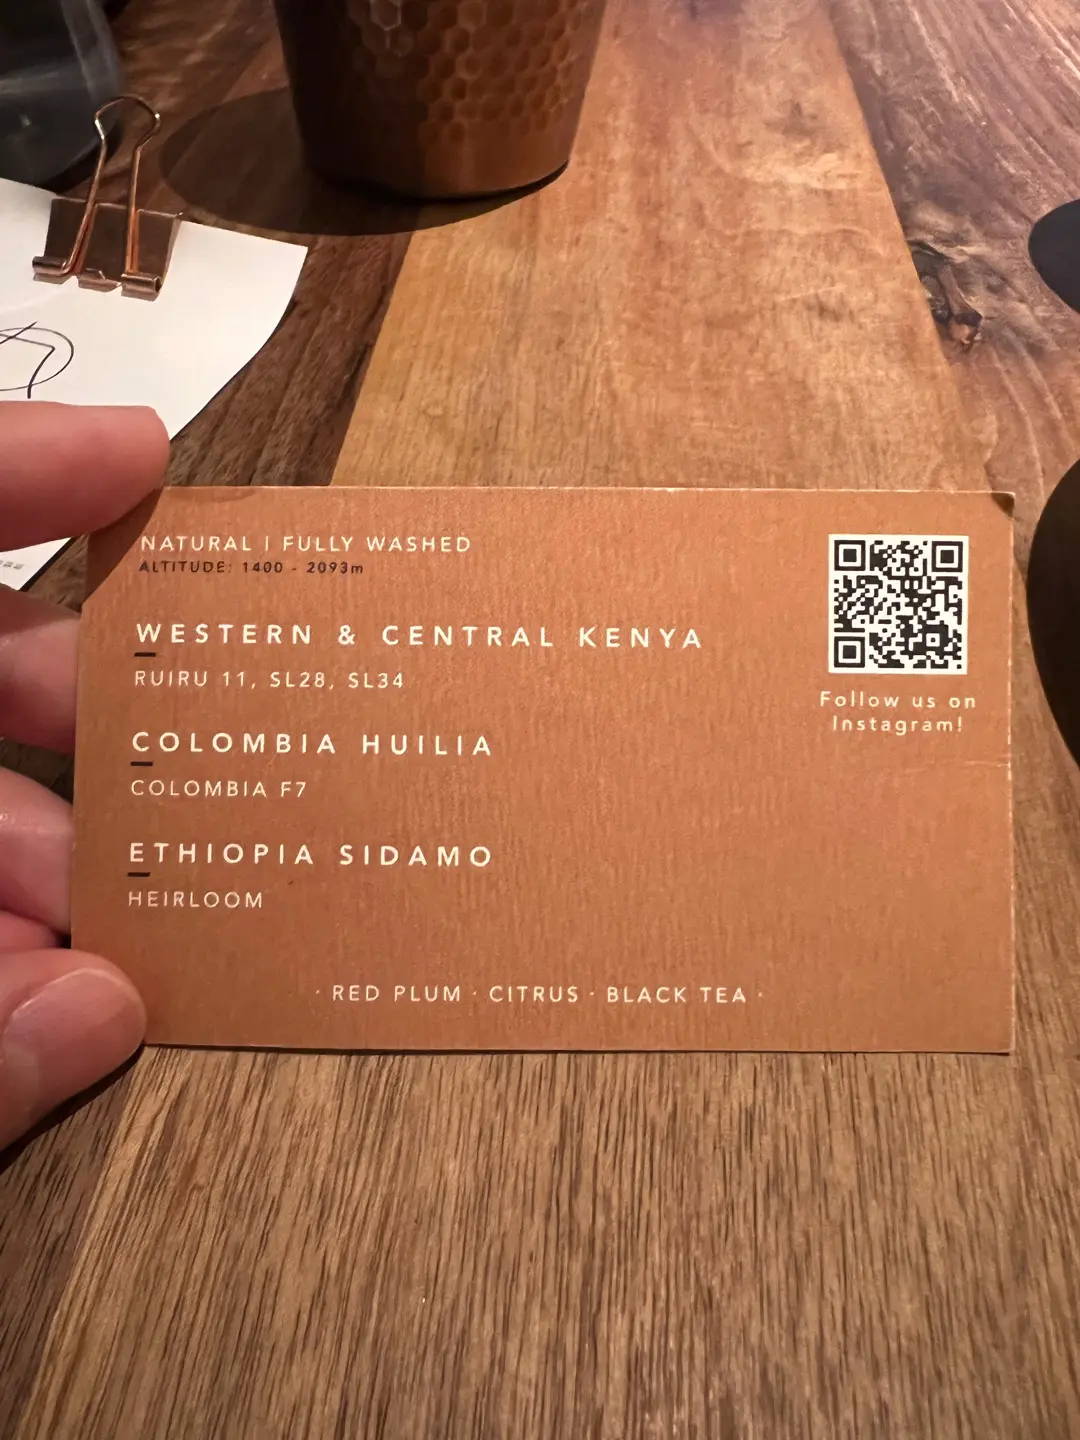 NATURAL | FULLY WASHED
ALTITUDE: 1400 - 2093m
WESTERN & CENTRAL KENYA
RUIRU 11, SL28, SL34
COLOMBIA HUILIA
COLOMBIA F7
ETHIOPIA SIDAMO
HEIRLOOM
· RED PLUM · CITRUS · BLACK TEA ·
Follow us on
Instagram!